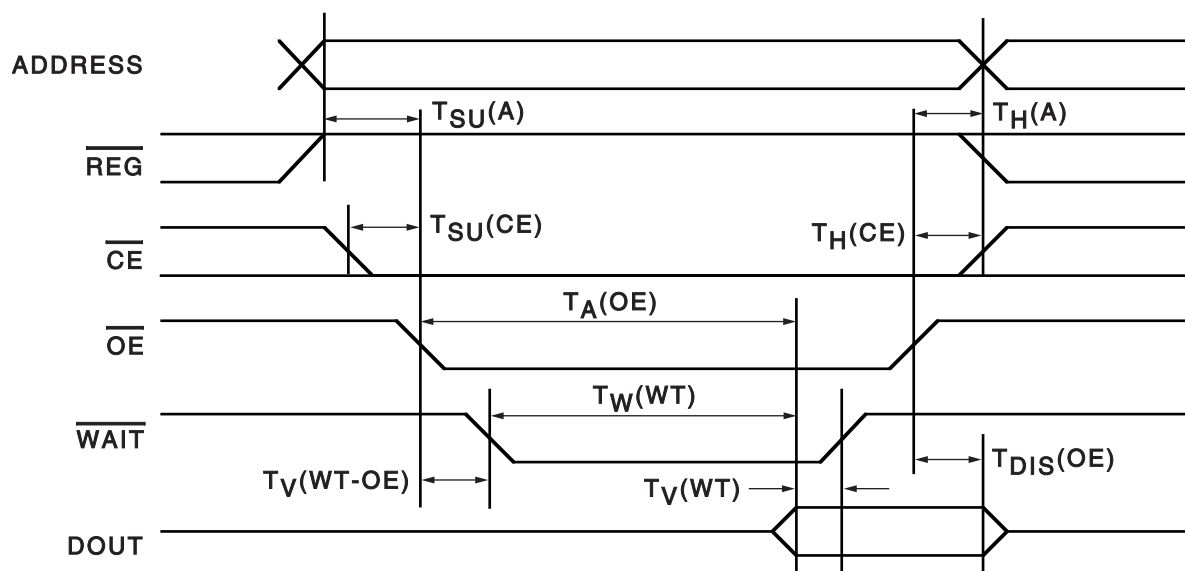 ADDRESS
TSU(A)
TH(A)
REG
TSU(CE)
TH(CE)
CE
TA(OE)
OE
TW(WT)
WAIT
TV(WT-OE)
TV(WT)
TDIS(OE)
DOUT